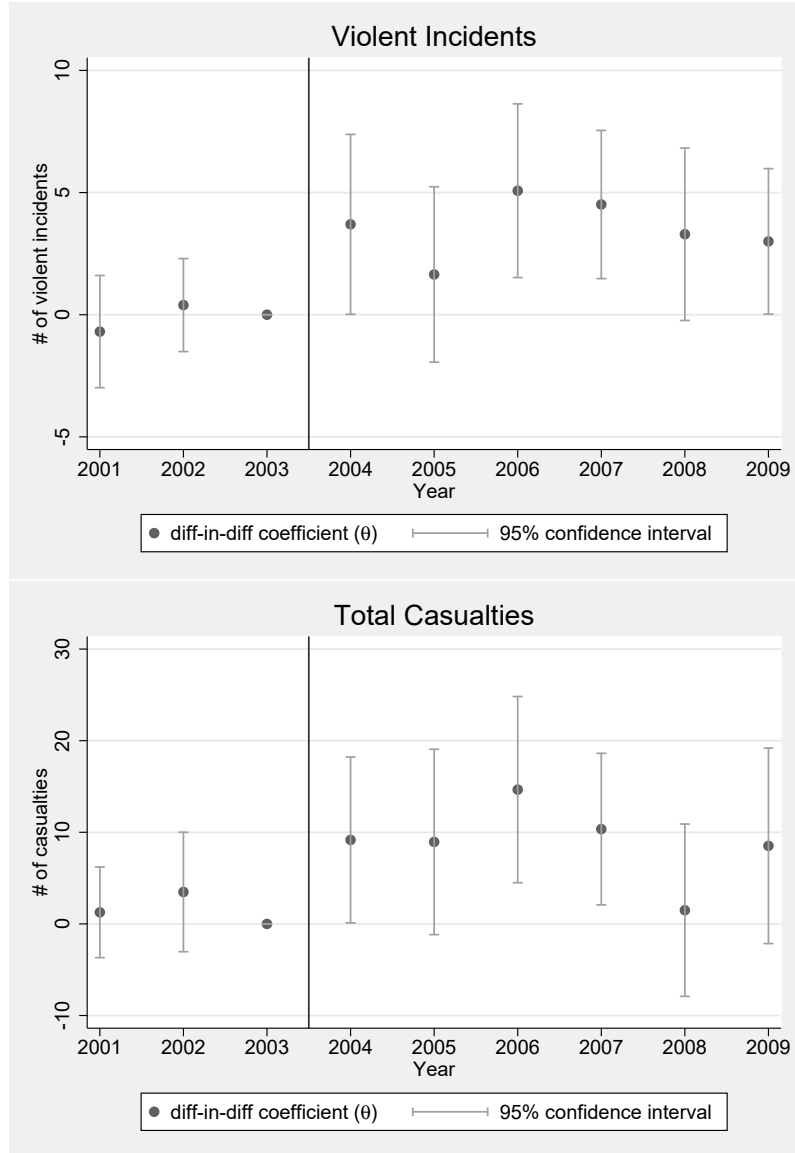 Violent Incidents
# of violent incidents
10
5
0
-5
2001 2002 2003 2004 2005 2006 2007 2008 2009
Year
diff-in-diff coefficient (θ) 95% confidence interval
Total Casualties
# of casualties
30
20
10
0
-10
2001 2002 2003 2004 2005 2006 2007 2008 2009
Year
diff-in-diff coefficient (θ) 95% confidence interval